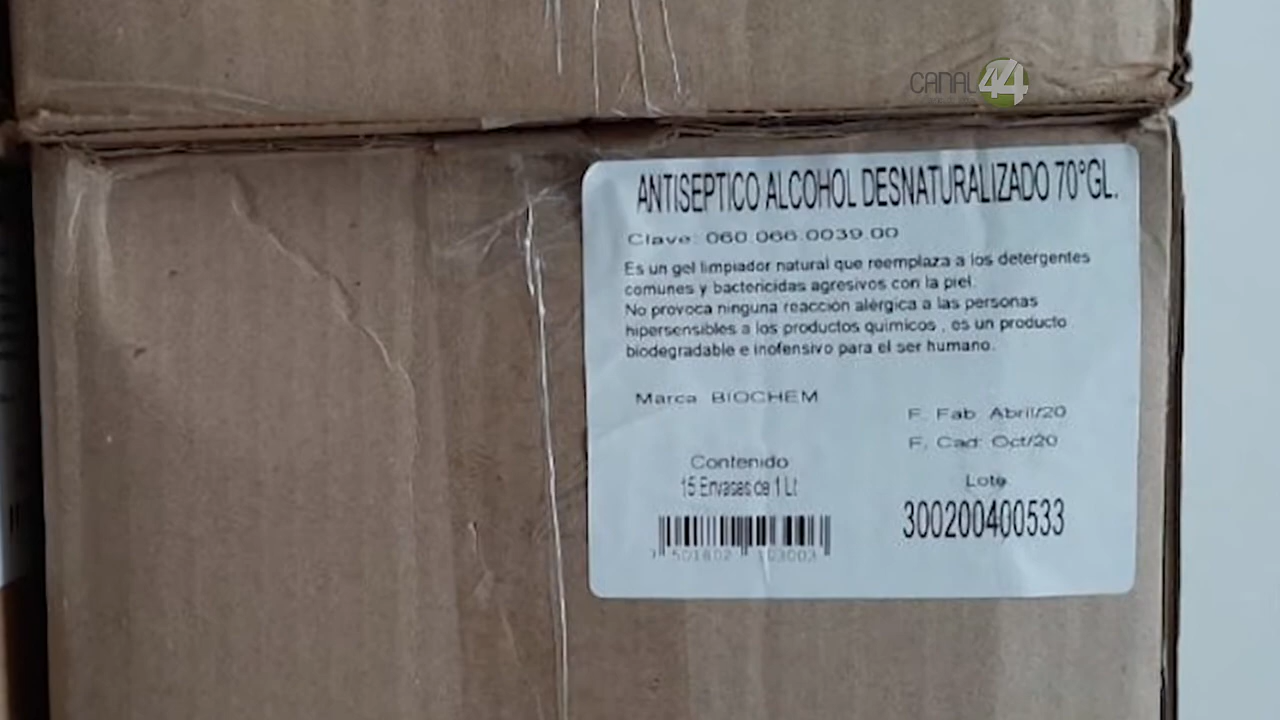 CANAL 44
ANTISEPTICO ALCOHOL DESNATURALIZADO 70°GL.
Clave: 060.066.0039.00
Es un gel limpiador natural que reemplaza a los detergentes
comunes y bactericidas agresivos con la piel.
No provoca ninguna reacción alérgica a las personas
hipersensibles a los productos quimicos , es un producto
biodegradable e inofensivo para el ser humano.
Marca BIOCHEM
F. Fab Abril/20
F. Cad: Oct/20
Contenido
15 Envases de 1 Lt
Lote
300200400533